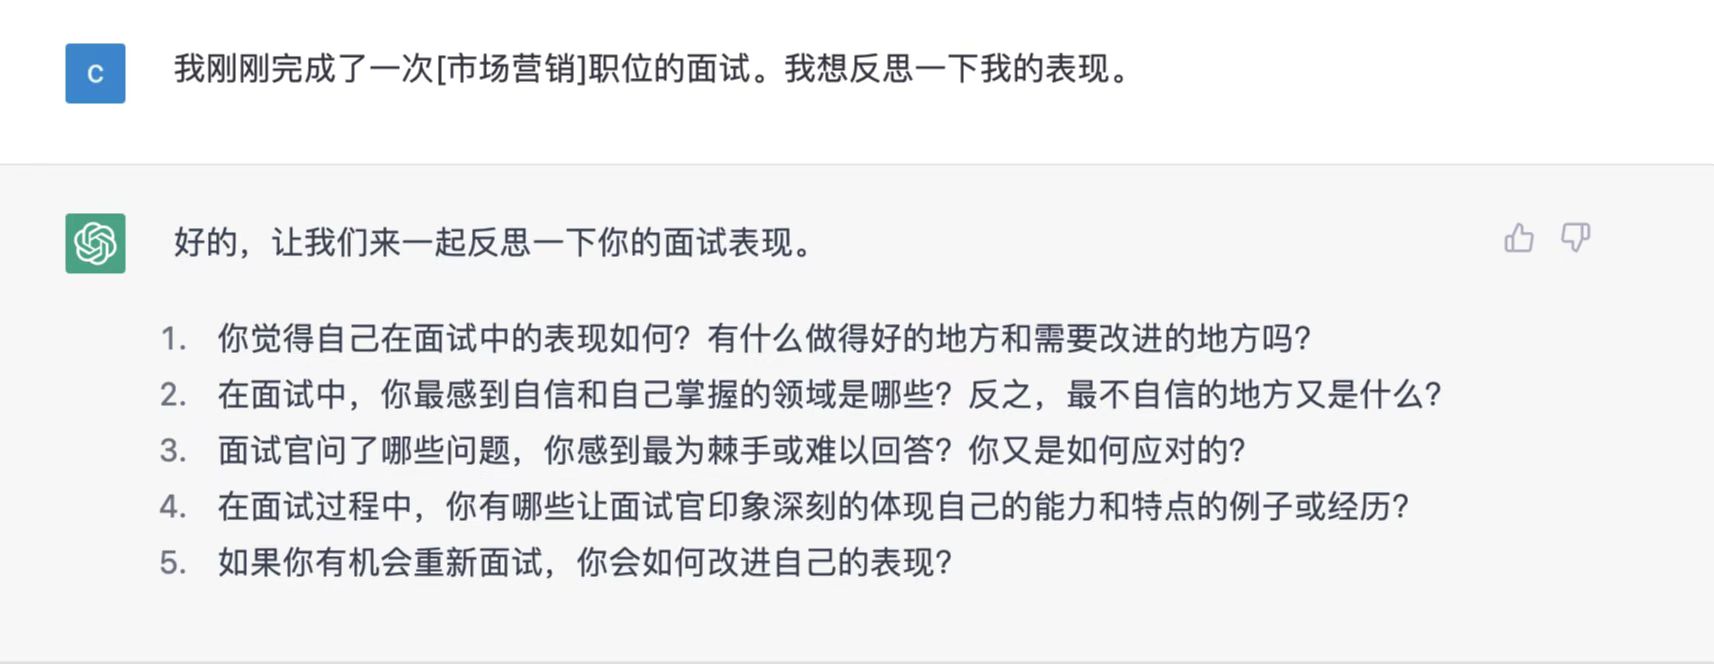 C
我刚刚完成了一次[市场营销]职位的面试。我想反思一下我的表现。
好的，让我们来一起反思一下你的面试表现。
1. 你觉得自己在面试中的表现如何？有什么做得好的地方和需要改进的地方吗？
2. 在面试中，你最感到自信和自己掌握的领域是哪些？反之，最不自信的地方又是什么？
3. 面试官问了哪些问题，你感到最为棘手或难以回答？你又是如何应对的？
4. 在面试过程中，你有哪些让面试官印象深刻的体现自己的能力和特点的例子或经历？
5. 如果你有机会重新面试，你会如何改进自己的表现？